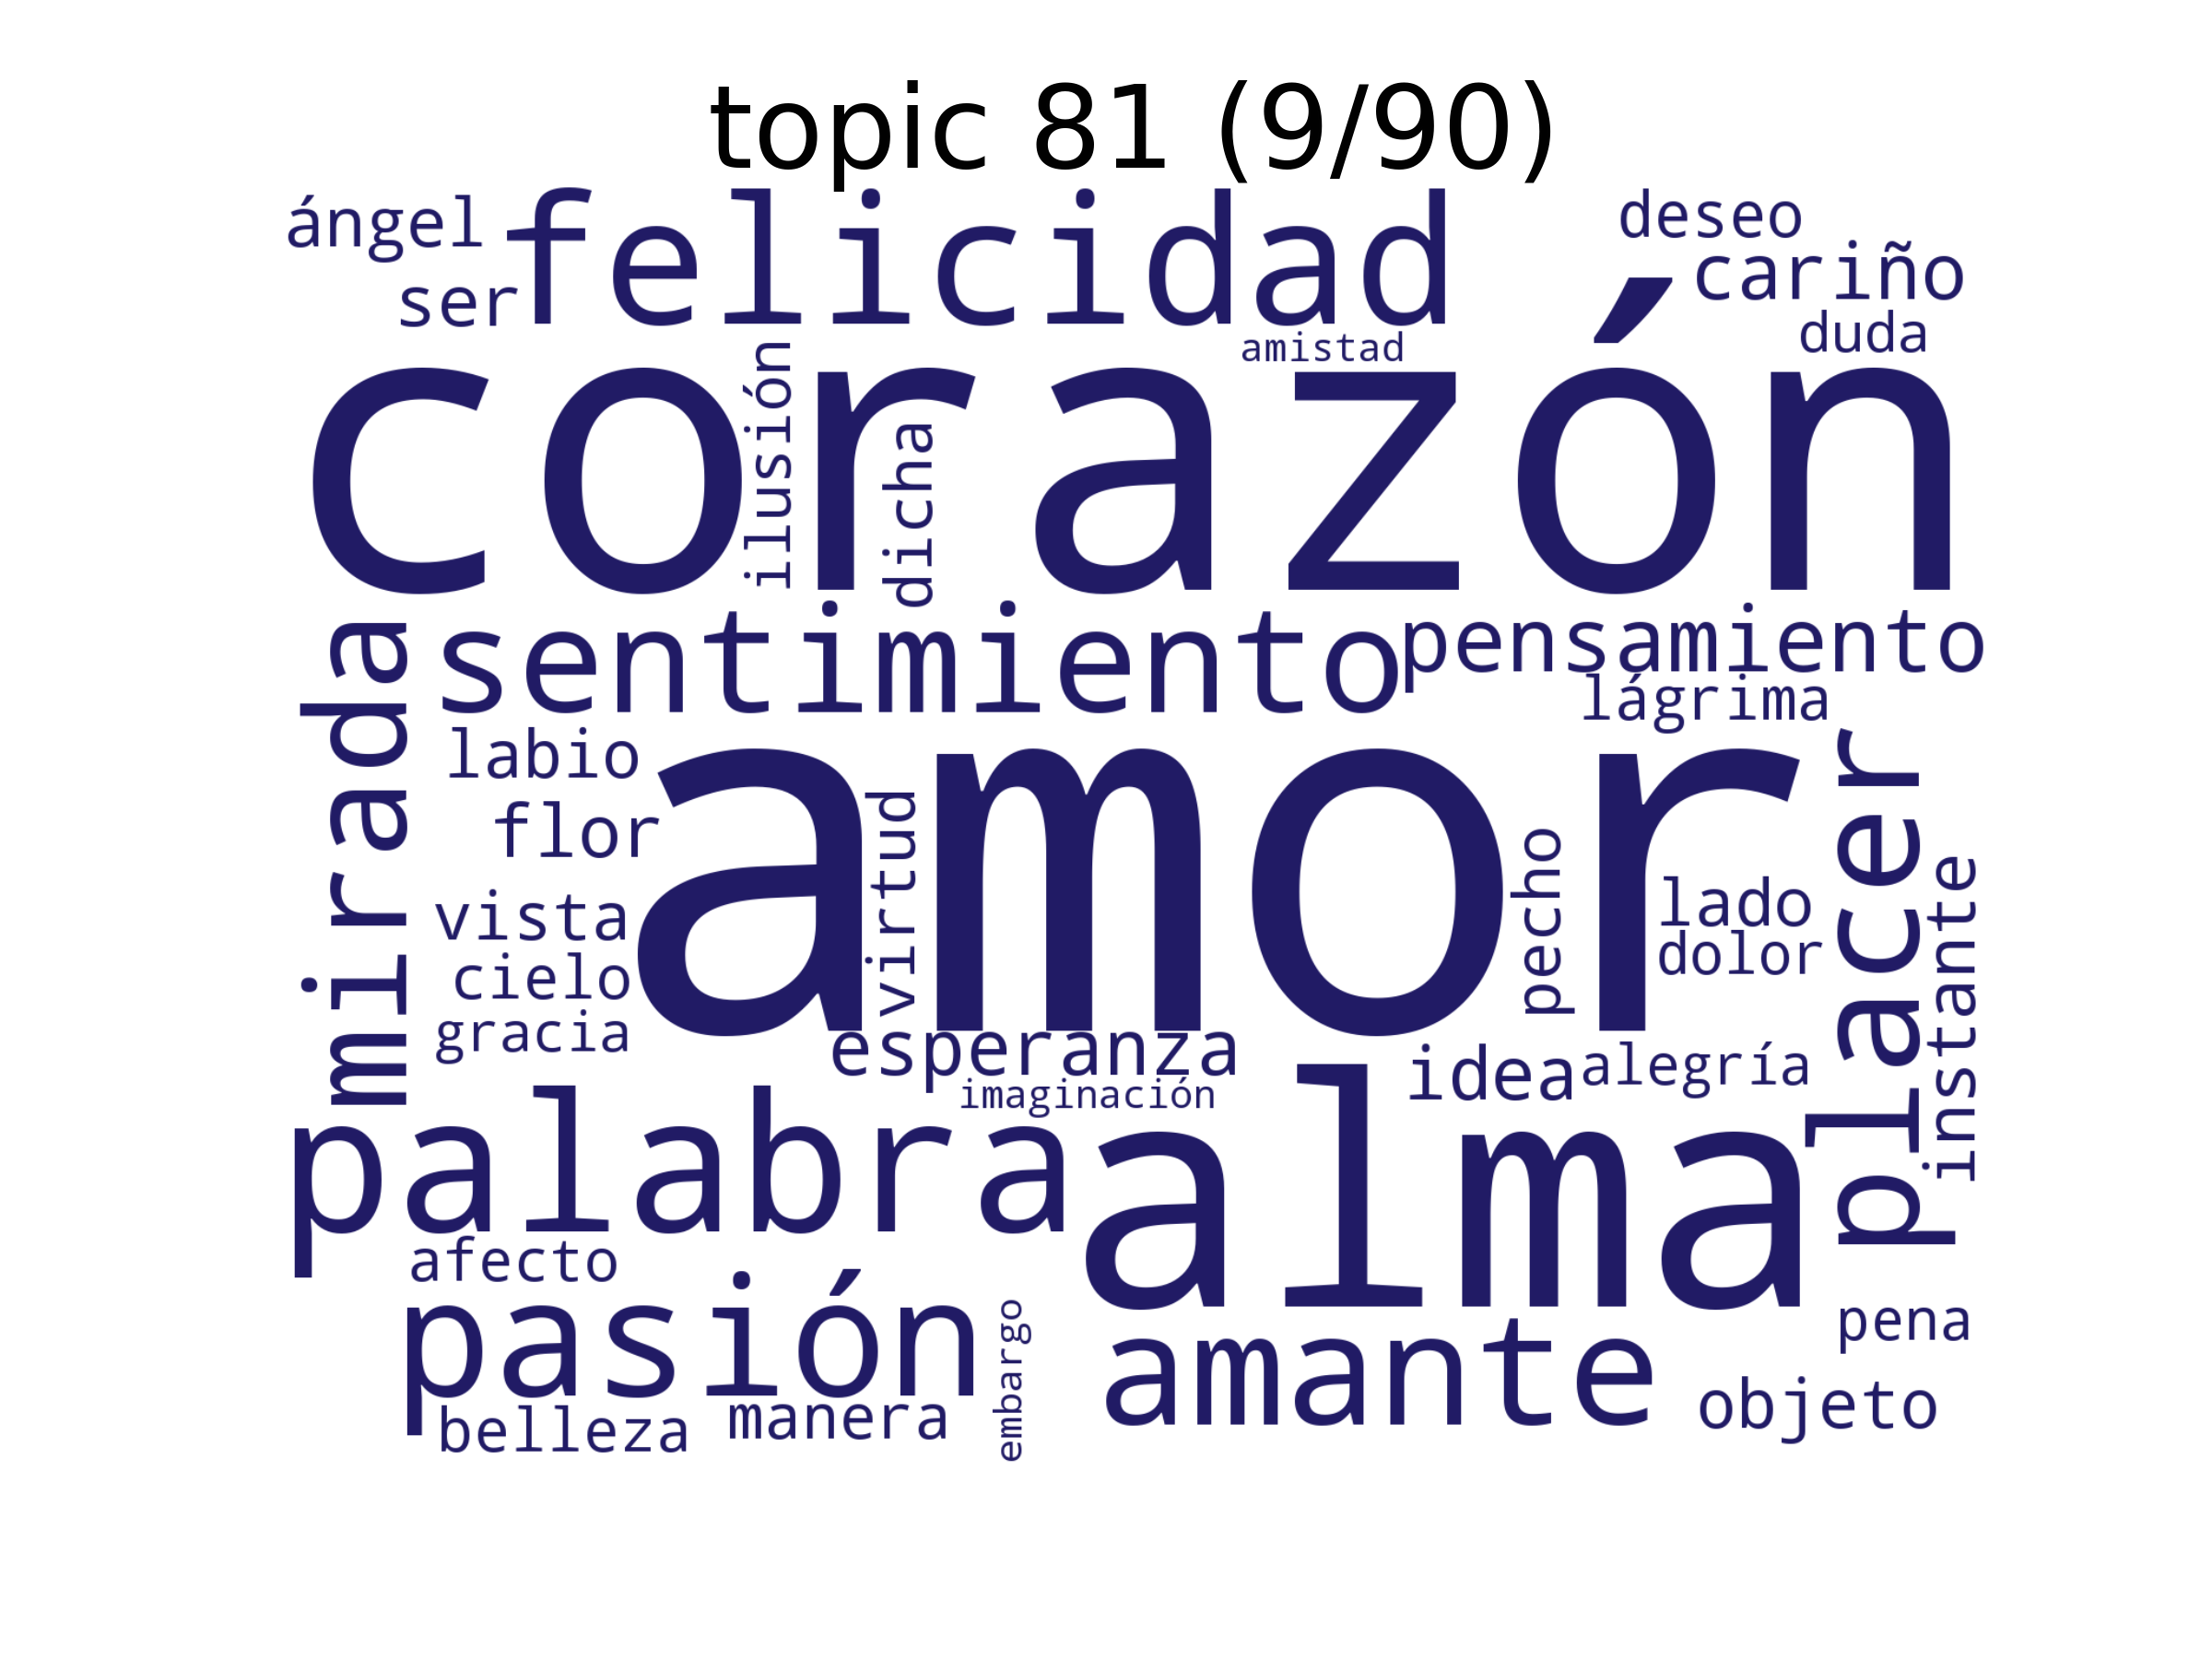 topic 81 (9/90)
ángel
felicidad
deseo
ser
cariño
duda
amistad
corazón
ilusión
dicha
mirada
sentimiento
pensamiento
lágrima
labio
amor
flor
virtud
pecho
placer
vista
lado
instante
cielo
dolor
gracia
esperanza
idea
alegría
imaginación
palabra
alma
afecto
pasión
embargo
amante
pena
belleza
manera
objeto